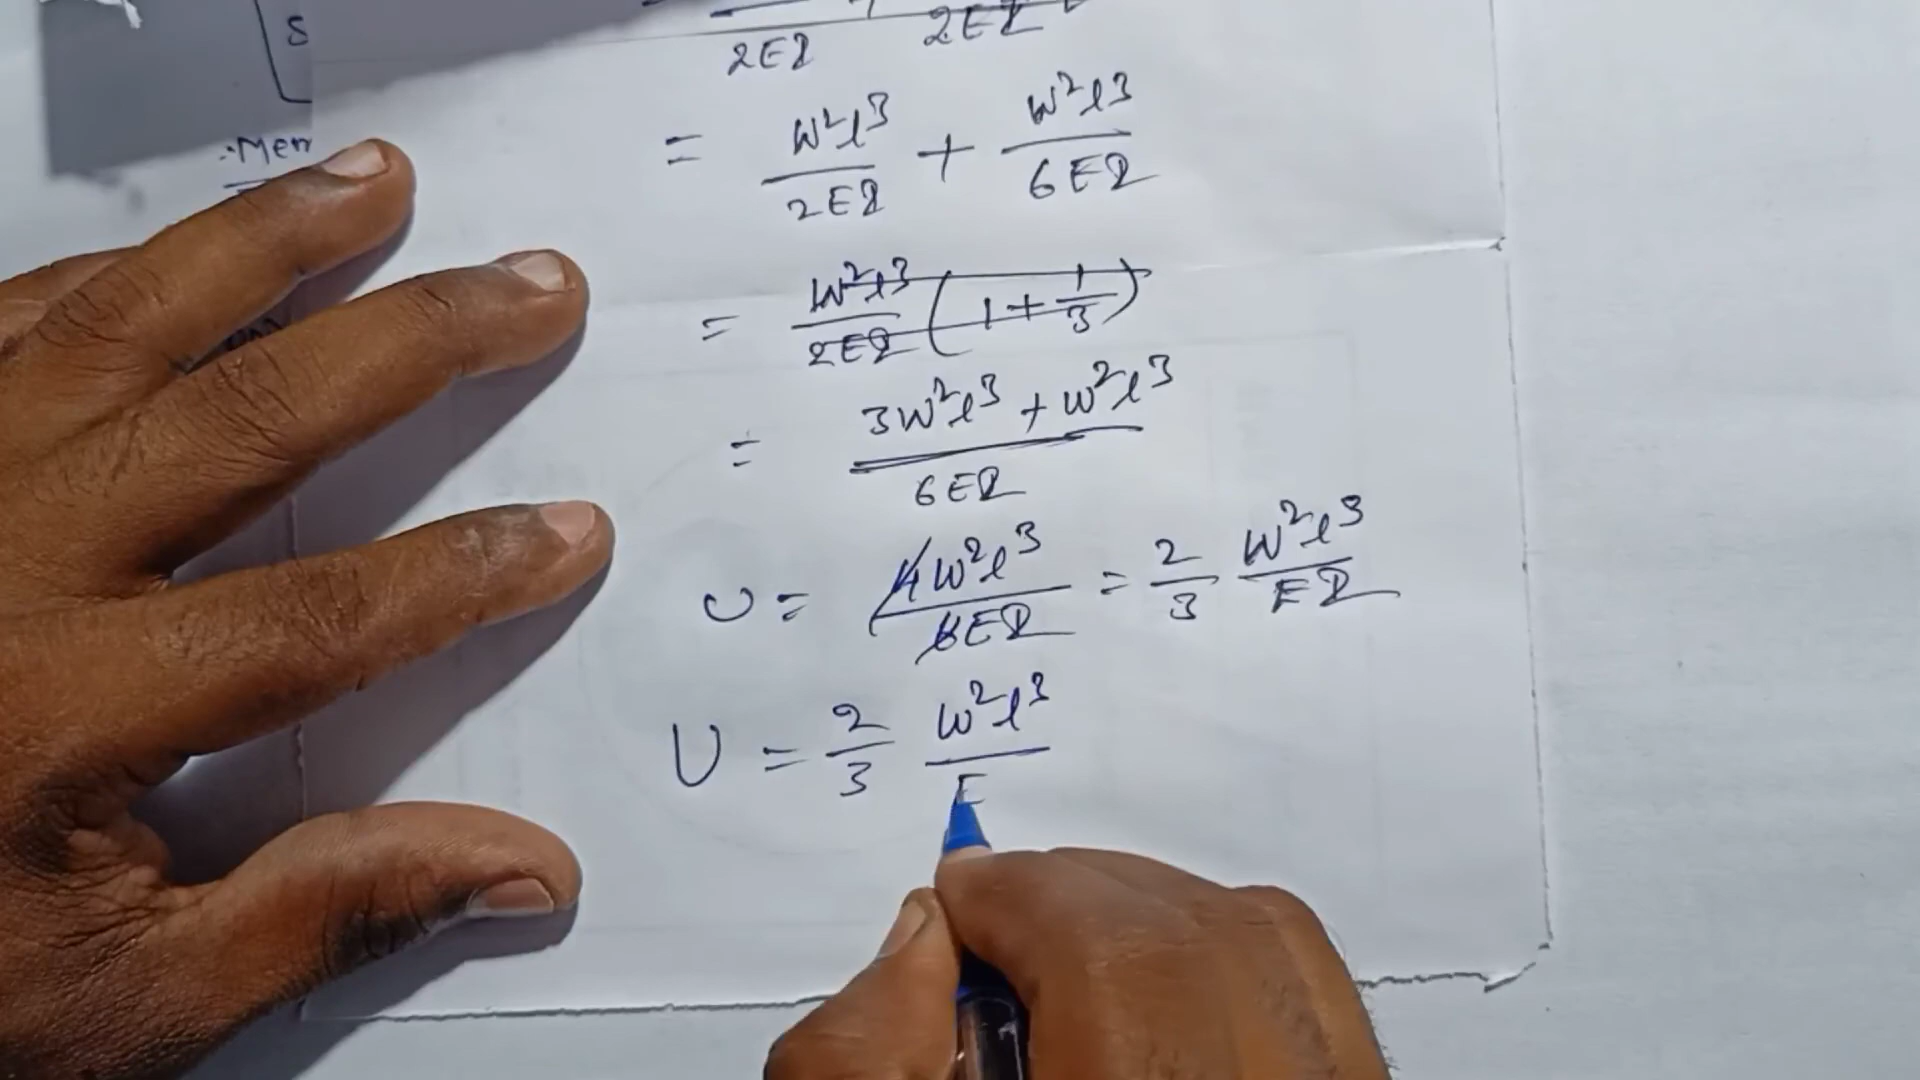 S
∴Mem
2EI 2EI
= W²l³/2EI + W²l³/6EI
= W²l³/2EI (1 + 1/3)
= 3W²l³ + W²l³/6EI
U = 4W²l³/6EI = 2/3 W²l³/EI
U = 2/3 W²l³/E